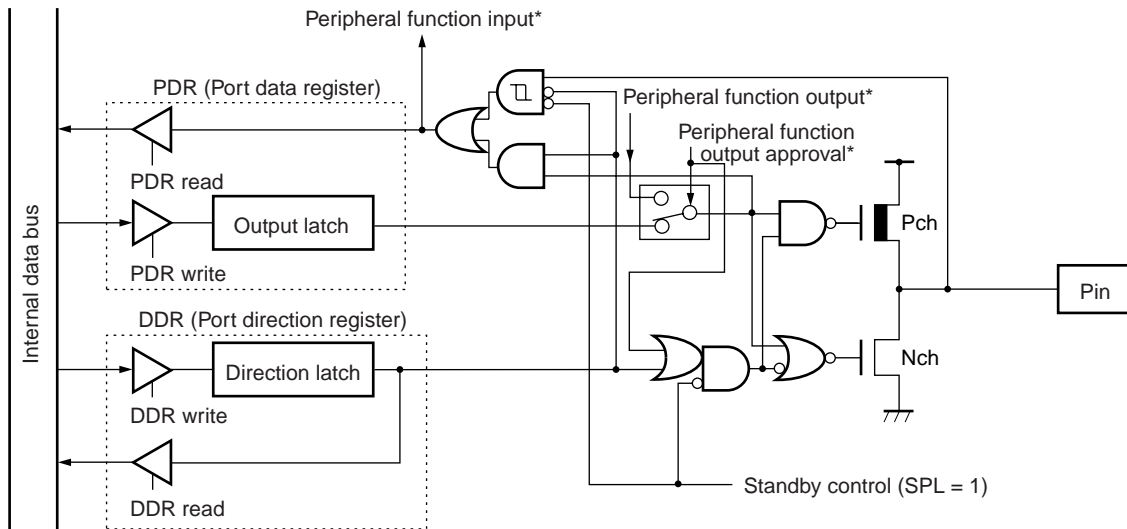 Peripheral function input*
PDR (Port data register)
Peripheral function output*
Peripheral function
output approval*
PDR read
Output latch
PDR write
Pch
Pin
Internal data bus
DDR (Port direction register)
Direction latch
Nch
DDR write
DDR read
Standby control (SPL = 1)